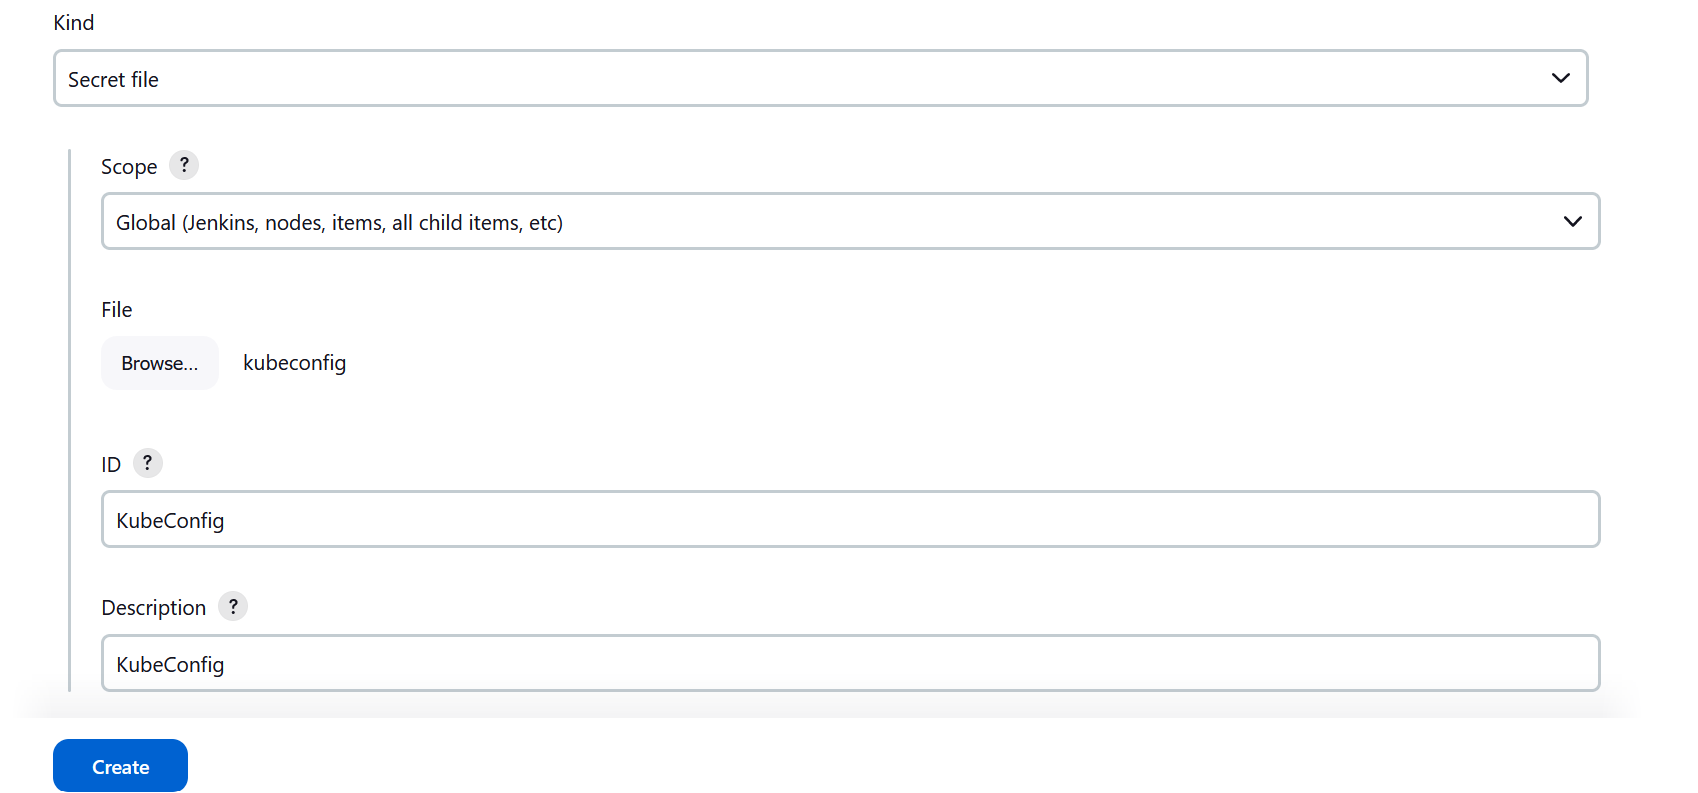 Kind
Secret file
Scope ?
Global (Jenkins, nodes, items, all child items, etc)
File
Browse... kubeconfig
ID ?
KubeConfig
Description ?
KubeConfig
Create